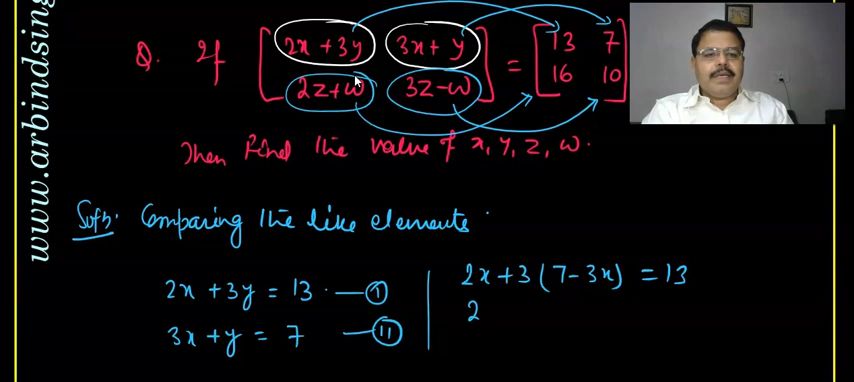 www.arbindsing
Q. If [2x + 3y 3x + y] = [13 7]
[2z + w 3z - w] [16 10]
Then Find the value of x, y, z, w.
Soln. Comparing the like elements.
2x + 3y = 13. —(I)
3x + y = 7 —(II)
2x + 3(7 - 3x) = 13
2